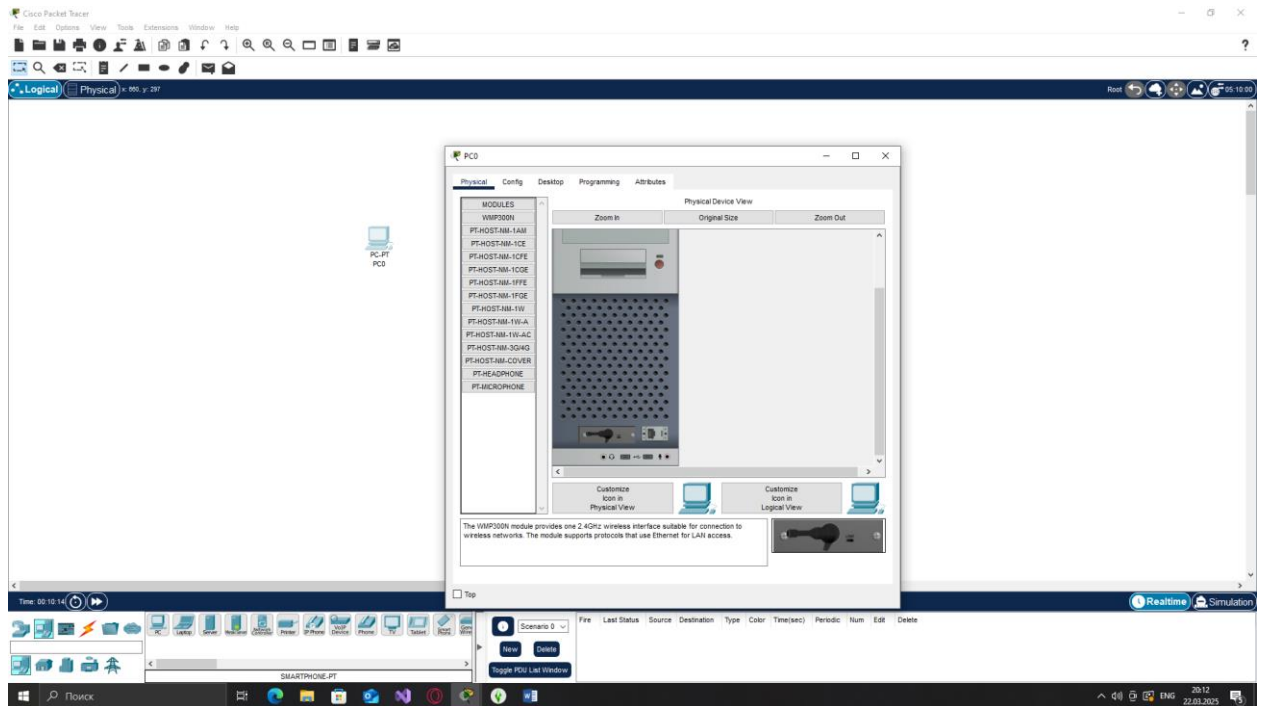 Cisco Packet Tracer
File Edit Options View Tools Extensions Window Help
?
Logical Physical x: 660, y: 297
Root 05:10:00
PC-PT
PC0
PC0
Physical Config Desktop Programming Attributes
MODULES
WMP300N
PT-HOST-NM-1AM
PT-HOST-NM-1CE
PT-HOST-NM-1CFE
PT-HOST-NM-1CGE
PT-HOST-NM-1FFE
PT-HOST-NM-1FGE
PT-HOST-NM-1W
PT-HOST-NM-1W-A
PT-HOST-NM-1W-AC
PT-HOST-NM-3G/4G
PT-HOST-NM-COVER
PT-HEADPHONE
PT-MICROPHONE
Physical Device View
Zoom In Original Size Zoom Out
Customize
Icon in
Physical View
Customize
Icon in
Logical View
The WMP300N module provides one 2.4GHz wireless interface suitable for connection to
wireless networks. The module supports protocols that use Ethernet for LAN access.
Top
Time: 00:10:14
Realtime Simulation
PC Laptop Server Printer IP Phone VoIP Device Phone TV Tablet
SMARTPHONE-PT
Scenario 0
New Delete
Toggle PDU List Window
Fire Last Status Source Destination Type Color Time(sec) Periodic Num Edit Delete
Поиск
ENG
20:12
22.03.2025